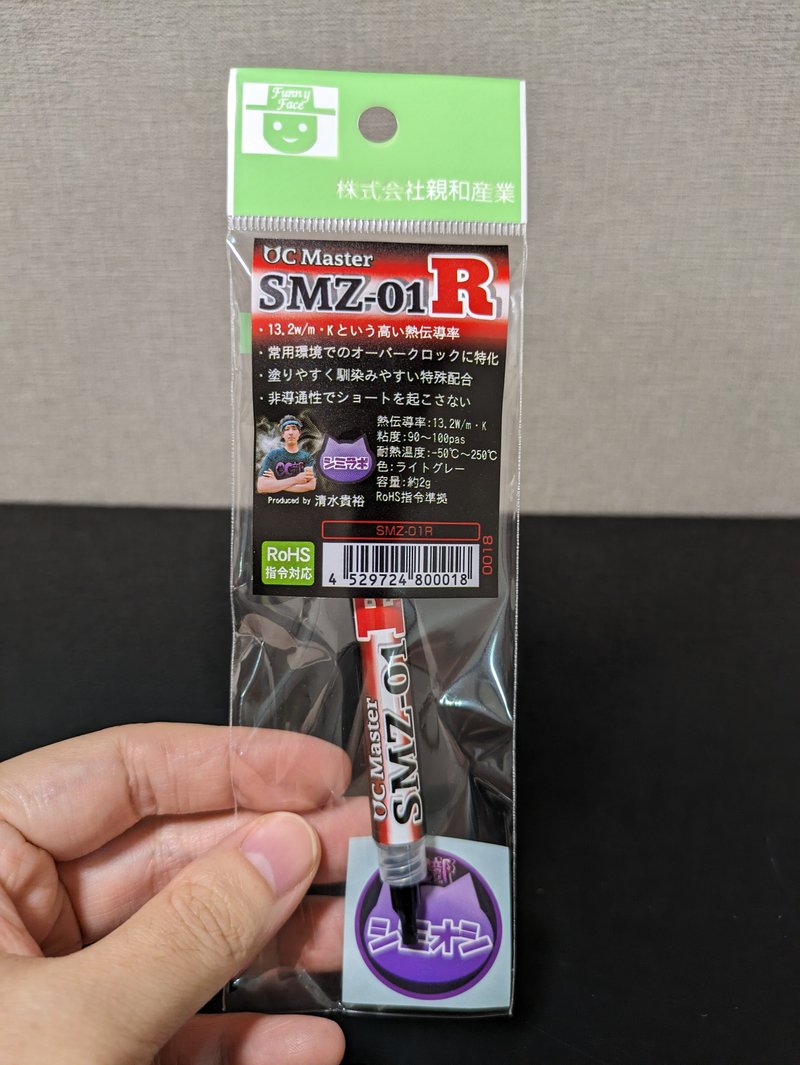 Funny
Face
株式会社親和産業
OC Master
SMZ-01R
・13.2w/m・Kという高い熱伝導率
・常用環境でのオーバークロックに特化
・塗りやすく馴染みやすい特殊配合
・非導通性でショートを起こさない
熱伝導率:13.2W/m・K
粘度:90～100pas
耐熱温度:-50℃～250℃
色:ライトグレー
容量:約2g
RoHS指令準拠
シミラボ
Produced by 清水貴裕
SMZ-01R
0018
RoHS
指令対応
4 529724 800018
OC Master
SMZ-01
シミオシ